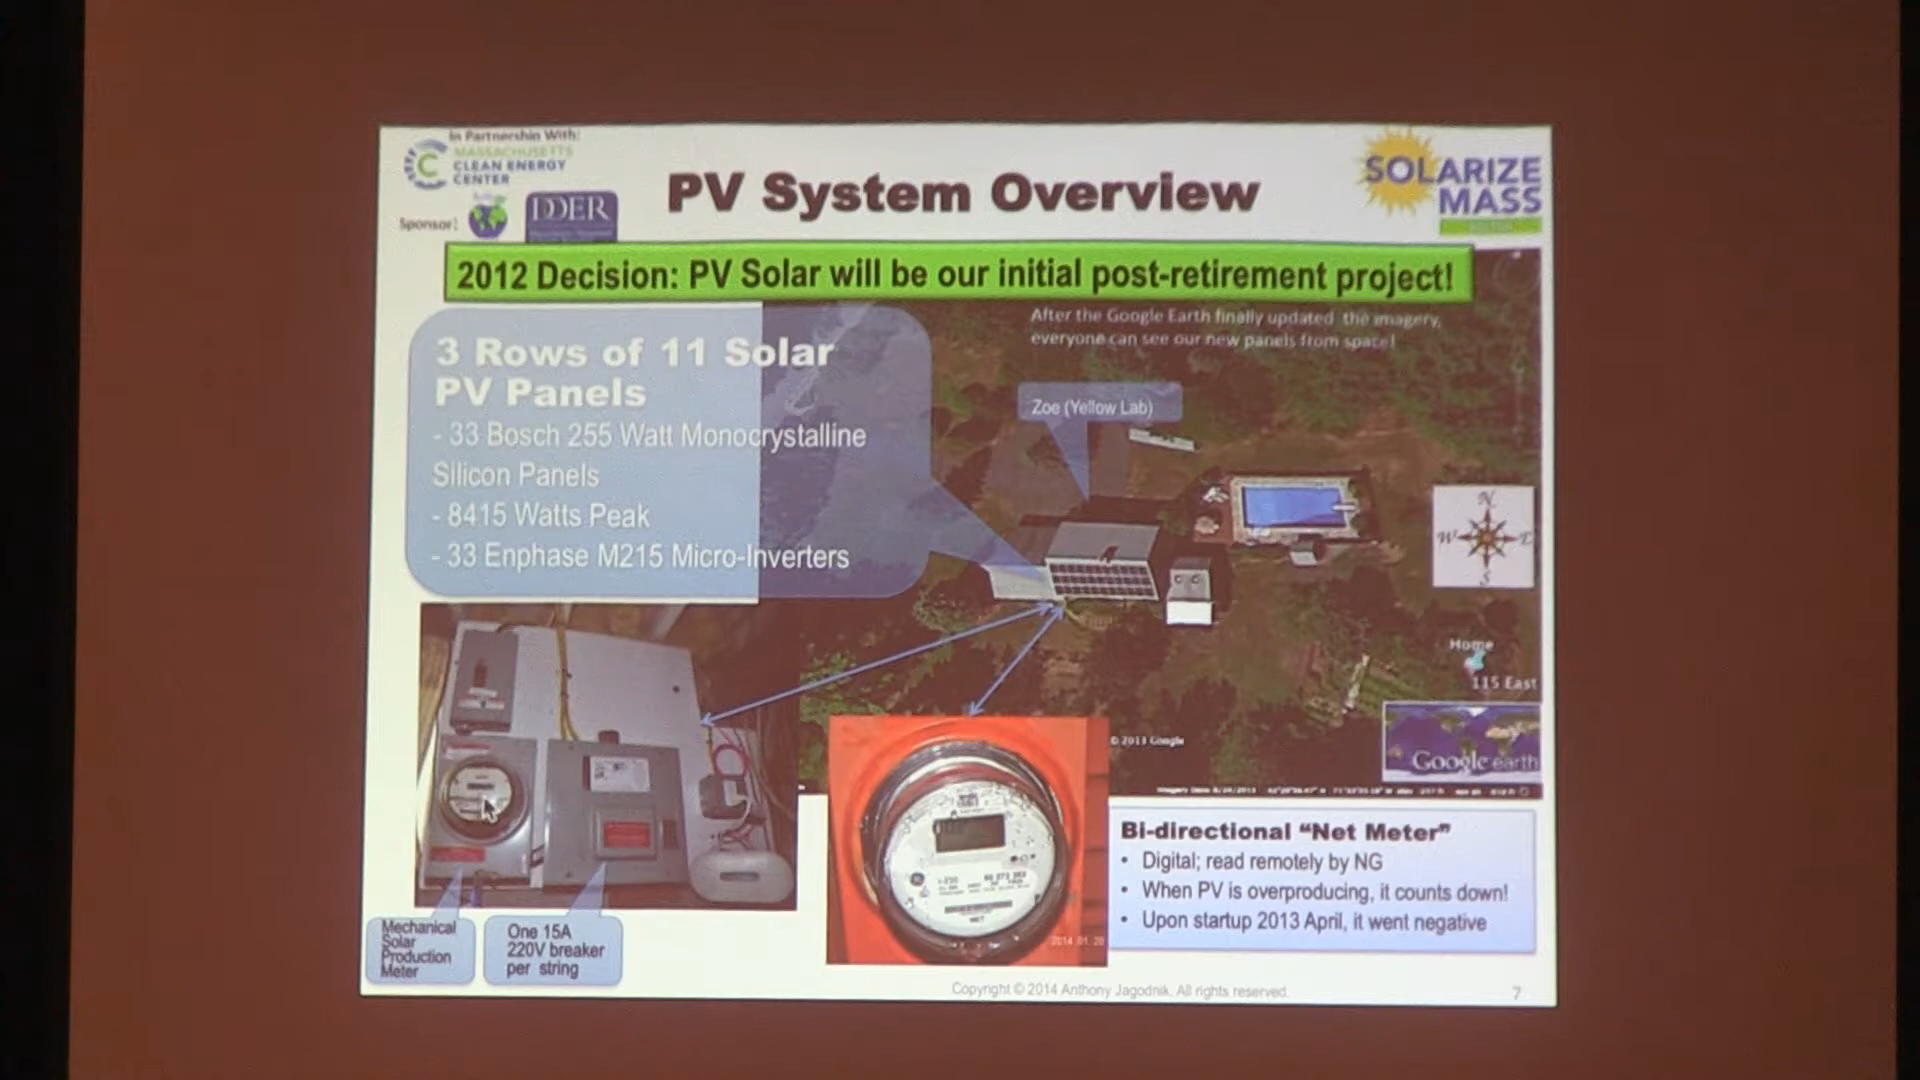 In Partnership With:
MASSACHUSETTS
CLEAN ENERGY
CENTER
Sponsor:
DOER
PV System Overview
SOLARIZE
MASS
2012 Decision: PV Solar will be our initial post-retirement project!
After the Google Earth finally updated the imagery,
everyone can see our new panels from space!
3 Rows of 11 Solar
PV Panels
- 33 Bosch 255 Watt Monocrystalline
Silicon Panels
- 8415 Watts Peak
- 33 Enphase M215 Micro-Inverters
Zoe (Yellow Lab)
N
W E
S
Home
115 East
© 2013 Google
Google earth
Bi-directional “Net Meter”
• Digital; read remotely by NG
• When PV is overproducing, it counts down!
• Upon startup 2013 April, it went negative
Mechanical
Solar
Production
Meter
One 15A
220V breaker
per string
NET
2014 01 20
Copyright © 2014 Anthony Jagodnik. All rights reserved.
7